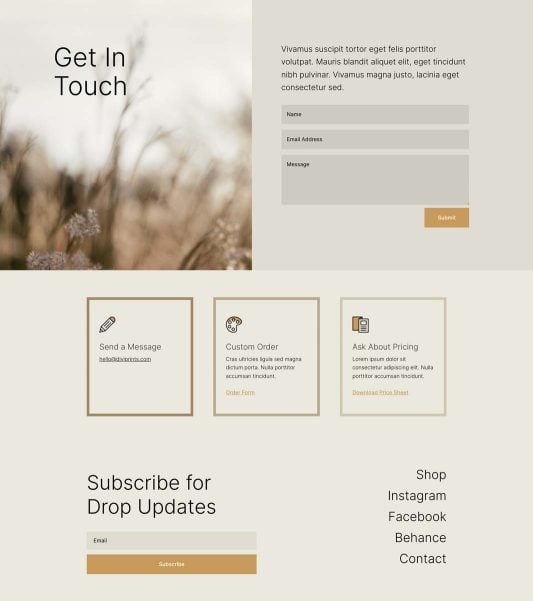 Get In
Touch
Vivamus suscipit tortor eget felis porttitor
volutpat. Mauris blandit aliquet elit, eget tincidunt
nibh pulvinar. Vivamus magna justo, lacinia eget
consectetur sed.
Name
Email Address
Message
Submit
Send a Message
hello@diviprints.com
Custom Order
Cras ultricies ligula sed magna
dictum porta. Nulla porttitor
accumsan tincidunt.
Order Form
Ask About Pricing
Lorem ipsum dolor sit
consectetur adipiscing elit. Nulla
porttitor accumsan tincidunt.
Download Price Sheet
Subscribe for
Drop Updates
Email
Subscribe
Shop
Instagram
Facebook
Behance
Contact